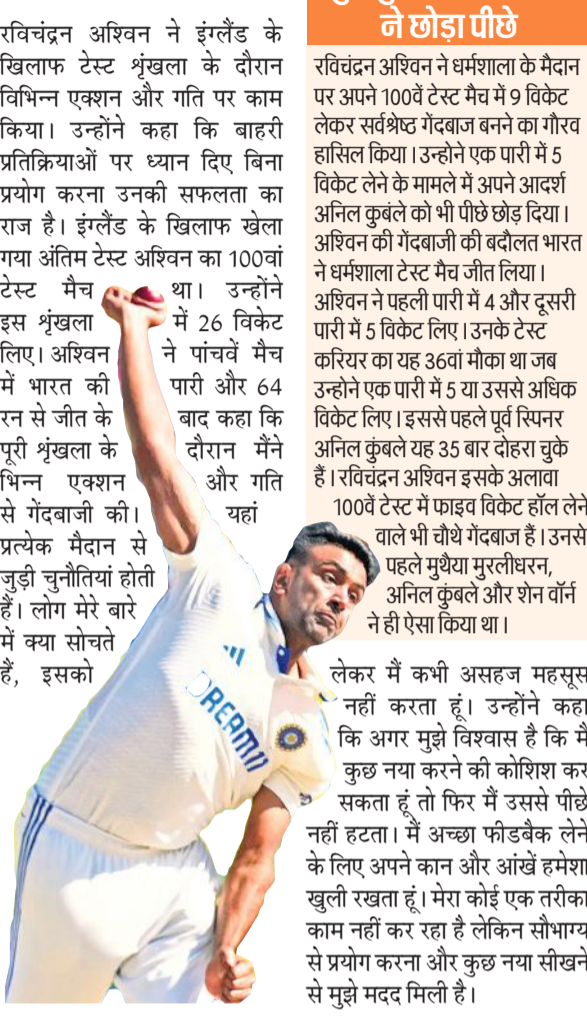 रविचंद्रन अश्विन ने इंग्लैंड के
खिलाफ टेस्ट श्रृंखला के दौरान
विभिन्न एक्शन और गति पर काम
किया। उन्होंने कहा कि बाहरी
प्रतिक्रियाओं पर ध्यान दिए बिना
प्रयोग करना उनकी सफलता का
राज है। इंग्लैंड के खिलाफ खेला
गया अंतिम टेस्ट अश्विन का 100वां
टेस्ट मैच था। उन्होंने
इस श्रृंखला में 26 विकेट
लिए। अश्विन ने पांचवें मैच
में भारत की पारी और 64
रन से जीत के बाद कहा कि
पूरी श्रृंखला के दौरान मैंने
भिन्न एक्शन और गति
से गेंदबाजी की। यहां
प्रत्येक मैदान से
जुड़ी चुनौतियां होती
हैं। लोग मेरे बारे
में क्या सोचते
हैं, इसको
लेकर मैं कभी असहज महसूस
नहीं करता हूं। उन्होंने कहा
कि अगर मुझे विश्वास है कि मैं
कुछ नया करने की कोशिश कर
सकता हूं तो फिर मैं उससे पीछे
नहीं हटता। मैं अच्छा फीडबैक लेने
के लिए अपने कान और आंखें हमेशा
खुली रखता हूं। मेरा कोई एक तरीका
काम नहीं कर रहा है लेकिन सौभाग्य
से प्रयोग करना और कुछ नया सीखने
से मुझे मदद मिली है।
ने छोड़ा पीछे
रविचंद्रन अश्विन ने धर्मशाला के मैदान
पर अपने 100वें टेस्ट मैच में 9 विकेट
लेकर सर्वश्रेष्ठ गेंदबाज बनने का गौरव
हासिल किया। उन्होने एक पारी में 5
विकेट लेने के मामले में अपने आदर्श
अनिल कुबंले को भी पीछे छोड़ दिया।
अश्विन की गेंदबाजी की बदौलत भारत
ने धर्मशाला टेस्ट मैच जीत लिया।
अश्विन ने पहली पारी में 4 और दूसरी
पारी में 5 विकेट लिए। उनके टेस्ट
करियर का यह 36वां मौका था जब
उन्होने एक पारी में 5 या उससे अधिक
विकेट लिए। इससे पहले पूर्व स्पिनर
अनिल कुंबले यह 35 बार दोहरा चुके
हैं। रविचंद्रन अश्विन इसके अलावा
100वें टेस्ट में फाइव विकेट हॉल लेने
वाले भी चौथे गेंदबाज हैं। उनसे
पहले मुथैया मुरलीधरन,
अनिल कुंबले और शेन वॉर्न
ने ही ऐसा किया था।
DREAM11